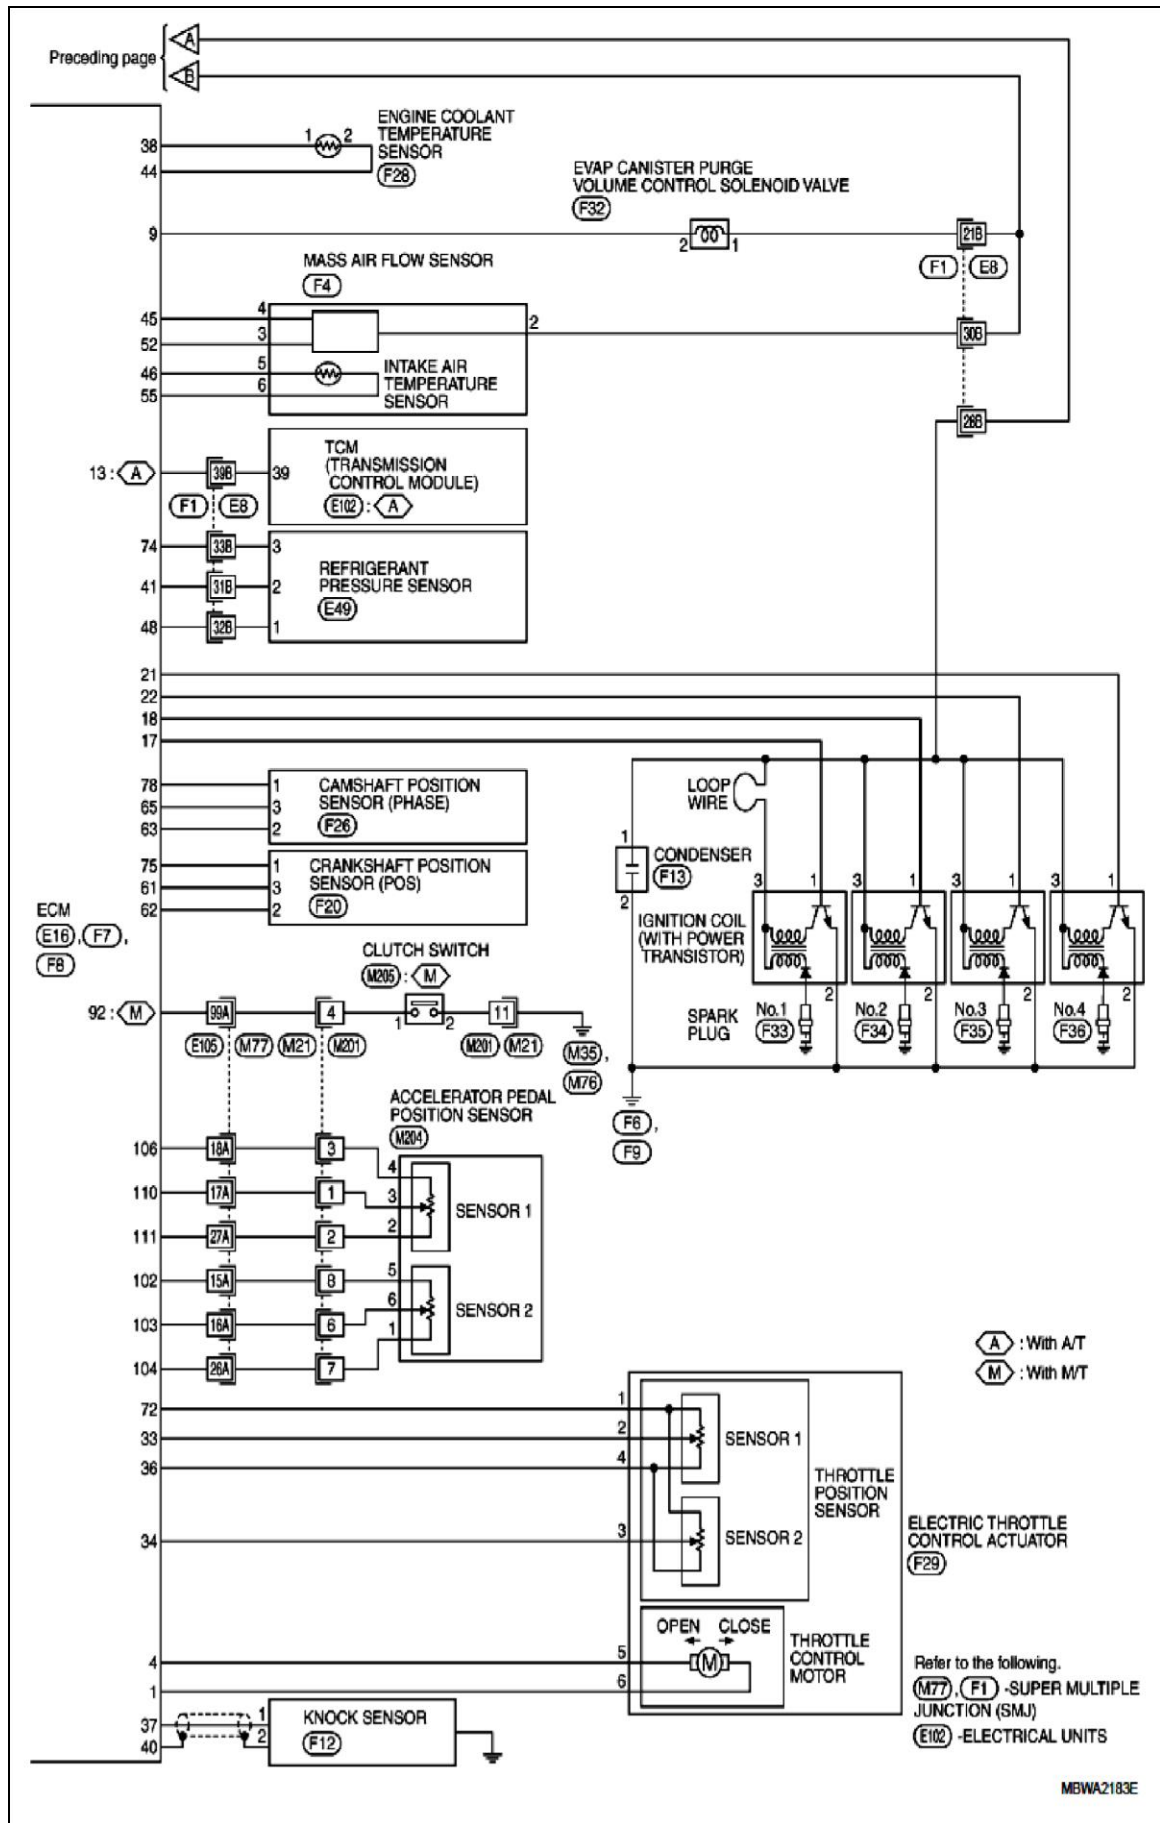 Preceding page
A
B
38
44
1 2
ENGINE COOLANT
TEMPERATURE
SENSOR
F28
EVAP CANISTER PURGE
VOLUME CONTROL SOLENOID VALVE
F32
9
2 1
21B
F1 E8
MASS AIR FLOW SENSOR
F4
45 4
52 3
2
30B
46 5
55 6
INTAKE AIR
TEMPERATURE
SENSOR
28B
13 : A
39B
39
F1 E8
TCM
(TRANSMISSION
CONTROL MODULE)
E102 : A
74 33B 3
41 31B 2
48 32B 1
REFRIGERANT
PRESSURE SENSOR
E49
21
22
18
17
78 1
65 3
63 2
CAMSHAFT POSITION
SENSOR (PHASE)
F26
75 1
61 3
62 2
CRANKSHAFT POSITION
SENSOR (POS)
F20
LOOP
WIRE
1
CONDENSER
F13
2
3 1 3 1 3 1 3 1
IGNITION COIL
(WITH POWER
TRANSISTOR)
2 2 2 2
SPARK
PLUG
No.1
F33
No.2
F34
No.3
F35
No.4
F36
F6 ,
F9
ECM
E16 , F7 ,
F8
CLUTCH SWITCH
M205 : M
92 : M
99A 4 1 2 11
E105 M77 M21 M201 M201 M21
M35 ,
M76
ACCELERATOR PEDAL
POSITION SENSOR
M204
106 18A 3 4
110 17A 1 3
111 27A 2 2
SENSOR 1
102 15A 8 5
103 16A 6 6
104 26A 7 1
SENSOR 2
A : With A/T
M : With M/T
72 1
33 2
36 4
SENSOR 1
34 3
SENSOR 2
THROTTLE
POSITION
SENSOR
ELECTRIC THROTTLE
CONTROL ACTUATOR
F29
OPEN CLOSE
M
4 5
1 6
THROTTLE
CONTROL
MOTOR
37 1
40 2
KNOCK SENSOR
F12
Refer to the following.
M77 , F1 -SUPER MULTIPLE
JUNCTION (SMJ)
E102 -ELECTRICAL UNITS
MBWA2183E